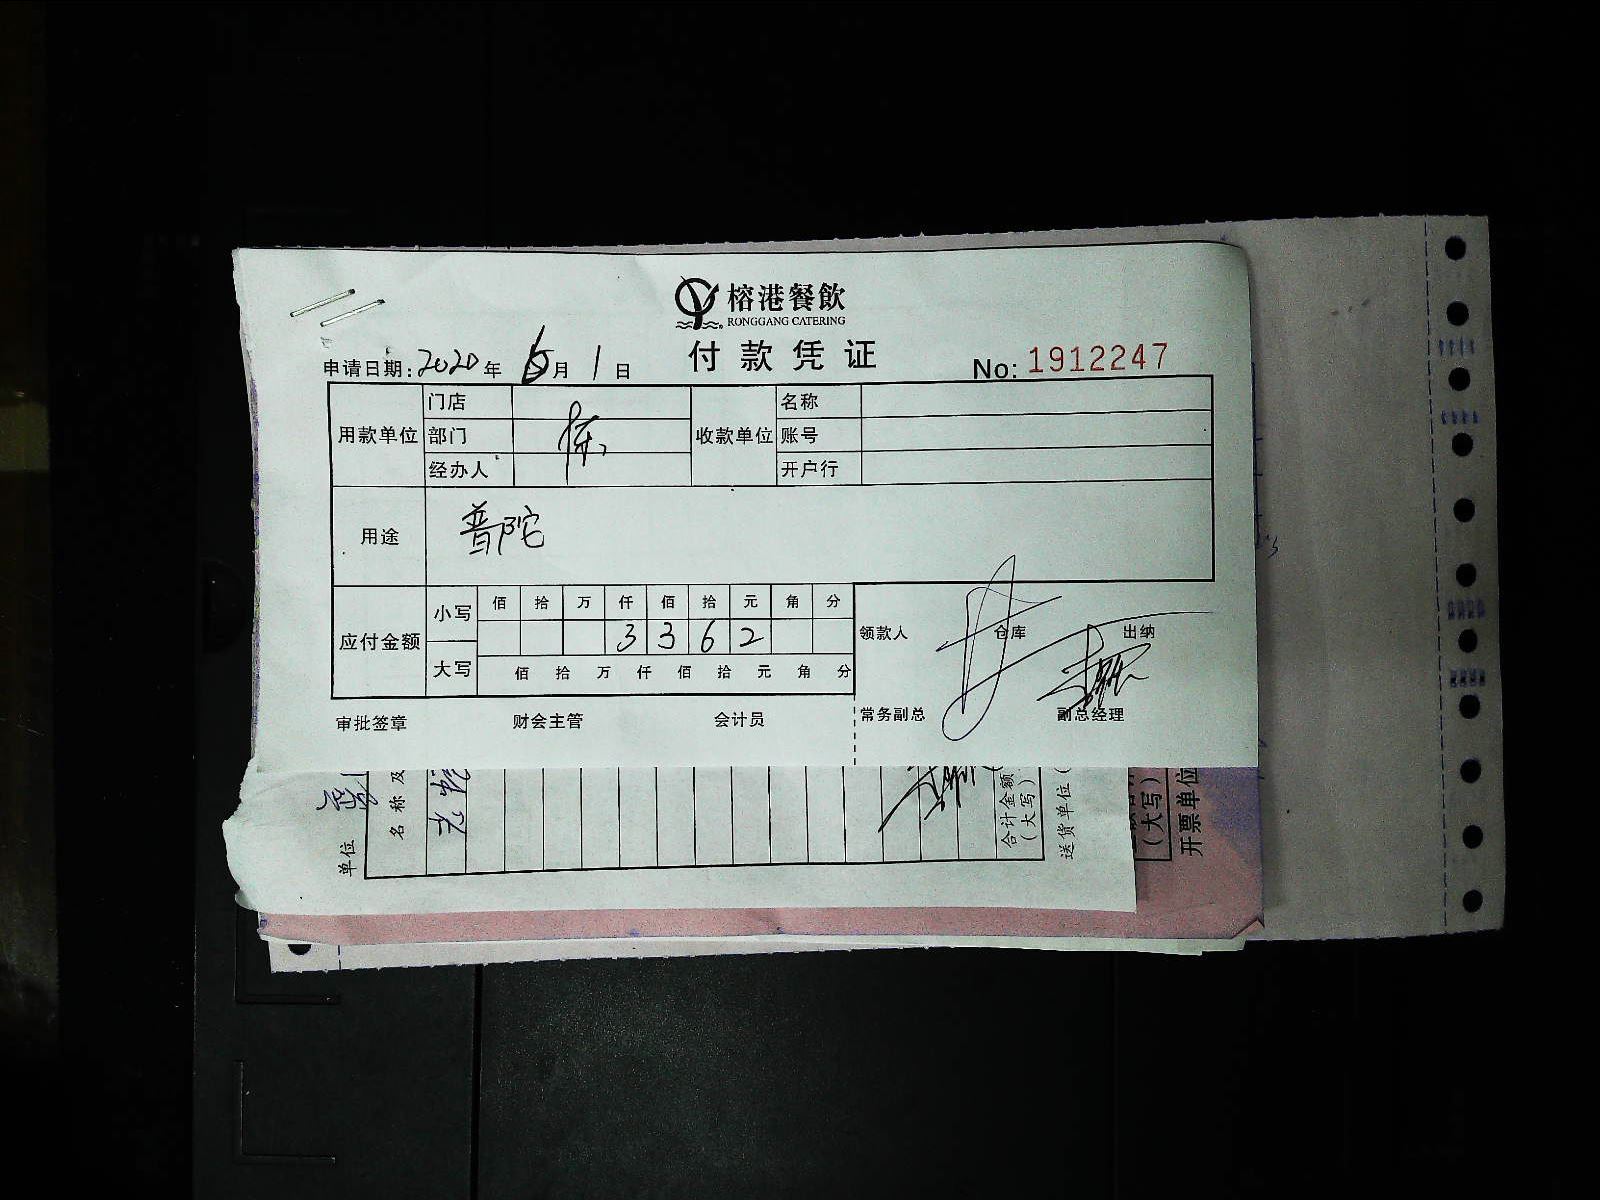 榕港餐飲
RONGGANG CATERING
付款凭证
申请日期:2020年 月1日
No: 1912247
用款单位 门店 收款单位 名称
部门 账号
经办人 开户行
用途 普陀
应付金额 小写 佰 拾 万 仟 佰 拾 元 角 分
3 3 6 2
大写 佰 拾 万 仟 佰 拾 元 角 分
领款人 仓库 出纳
审批签章 财会主管 会计员 常务副总 副总经理
单位
名称及
合计金额
(大写)
送货单位(
(大写)
开票单位